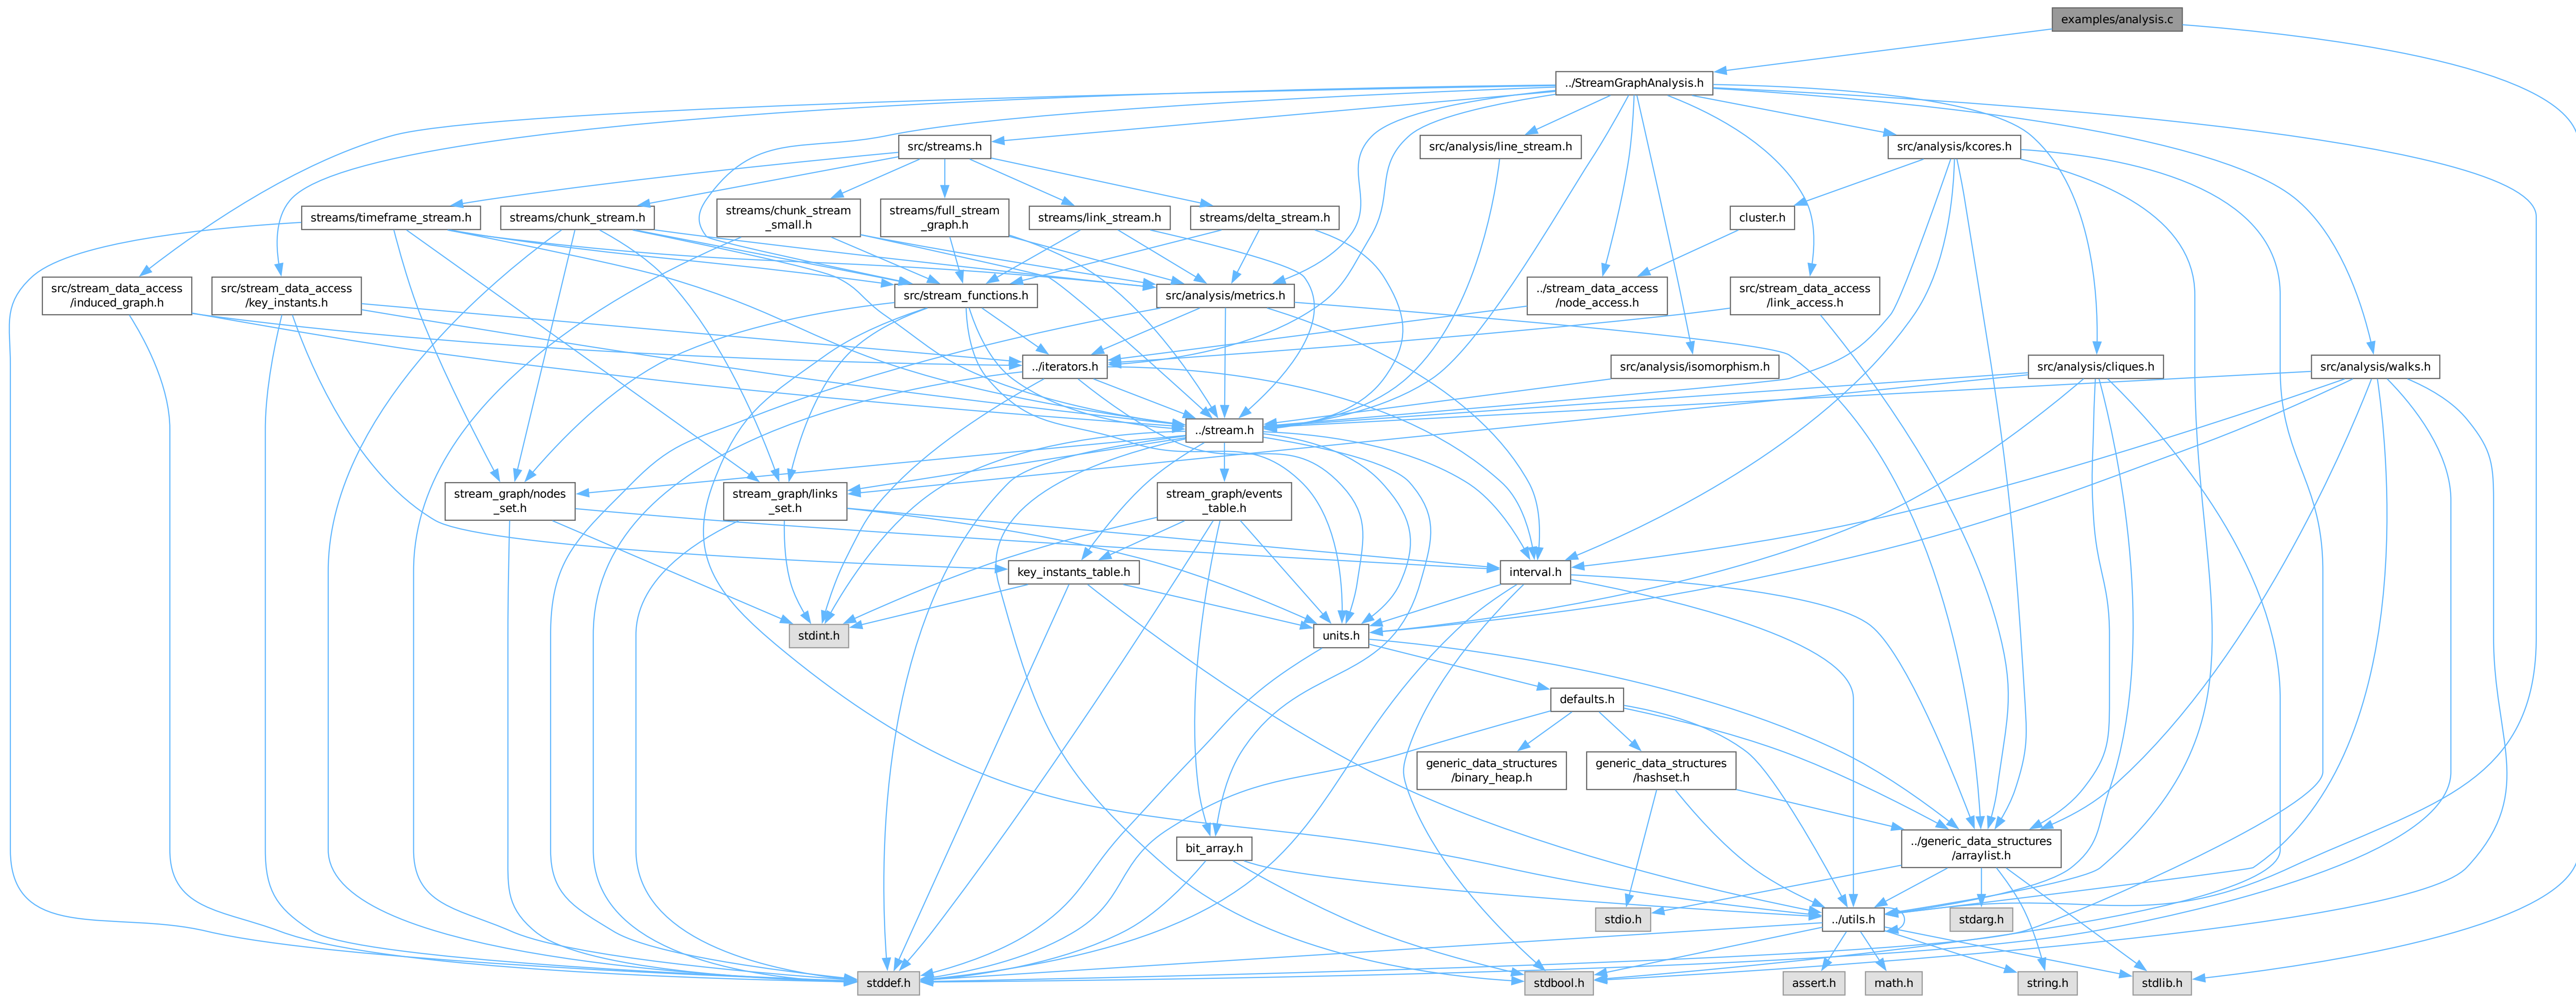 examples/analysis.c
../StreamGraphAnalysis.h
src/streams.h
src/analysis/line_stream.h
src/analysis/kcores.h
streams/timeframe_stream.h
streams/chunk_stream.h
streams/chunk_stream
_small.h
streams/full_stream
_graph.h
streams/link_stream.h
streams/delta_stream.h
cluster.h
src/stream_data_access
/induced_graph.h
src/stream_data_access
/key_instants.h
src/stream_functions.h
src/analysis/metrics.h
../stream_data_access
/node_access.h
src/stream_data_access
/link_access.h
../iterators.h
src/analysis/isomorphism.h
src/analysis/cliques.h
src/analysis/walks.h
../stream.h
stream_graph/nodes
_set.h
stream_graph/links
_set.h
stream_graph/events
_table.h
key_instants_table.h
interval.h
stdint.h
units.h
defaults.h
generic_data_structures
/binary_heap.h
generic_data_structures
/hashset.h
bit_array.h
../generic_data_structures
/arraylist.h
stdio.h
../utils.h
stdarg.h
stddef.h
stdbool.h
assert.h
math.h
string.h
stdlib.h